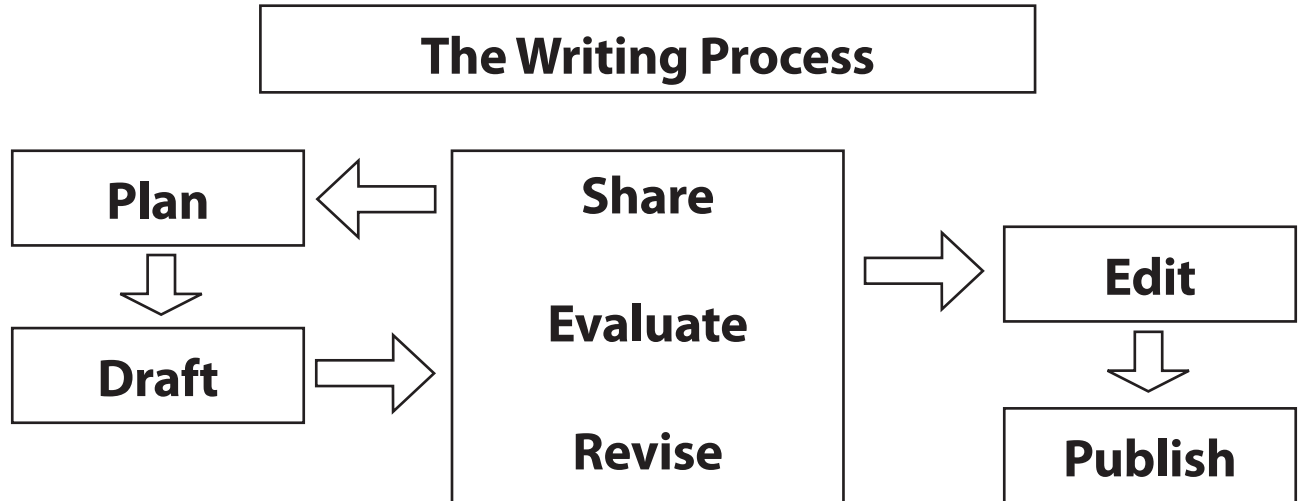 The Writing Process
Plan
Draft
Share
Evaluate
Revise
Edit
Publish